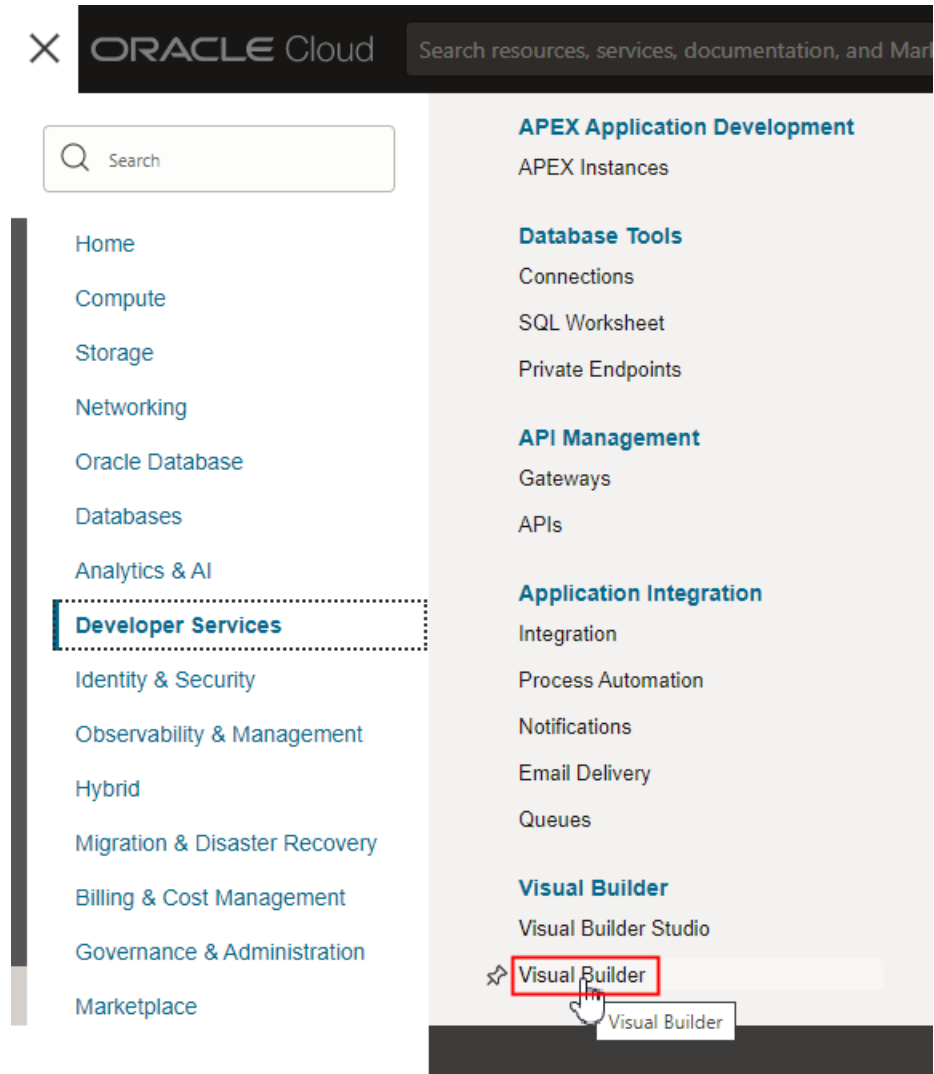 ORACLE Cloud
Search resources, services, documentation, and Mar
Search
Home
Compute
Storage
Networking
Oracle Database
Databases
Analytics & AI
Developer Services
Identity & Security
Observability & Management
Hybrid
Migration & Disaster Recovery
Billing & Cost Management
Governance & Administration
Marketplace
APEX Application Development
APEX Instances
Database Tools
Connections
SQL Worksheet
Private Endpoints
API Management
Gateways
APIs
Application Integration
Integration
Process Automation
Notifications
Email Delivery
Queues
Visual Builder
Visual Builder Studio
Visual Builder
Visual Builder